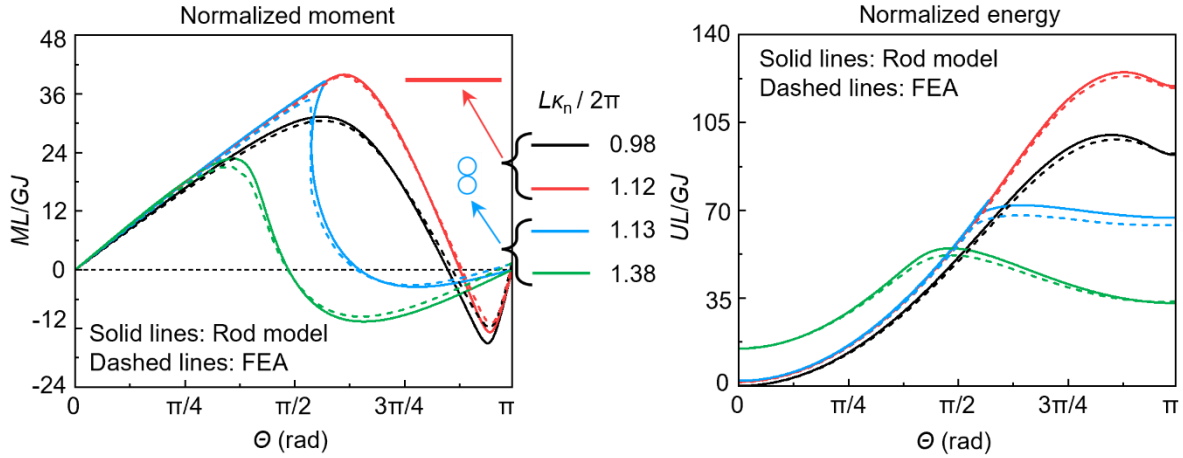 Normalized moment
48
36
24
12
0
-12
-24
ML/GJ
Solid lines: Rod model
Dashed lines: FEA
0
π/4
π/2
3π/4
π
Θ (rad)
Lκn / 2π
0.98
1.12
1.13
1.38
Normalized energy
140
105
70
35
0
UL/GJ
Solid lines: Rod model
Dashed lines: FEA
0
π/4
π/2
3π/4
π
Θ (rad)